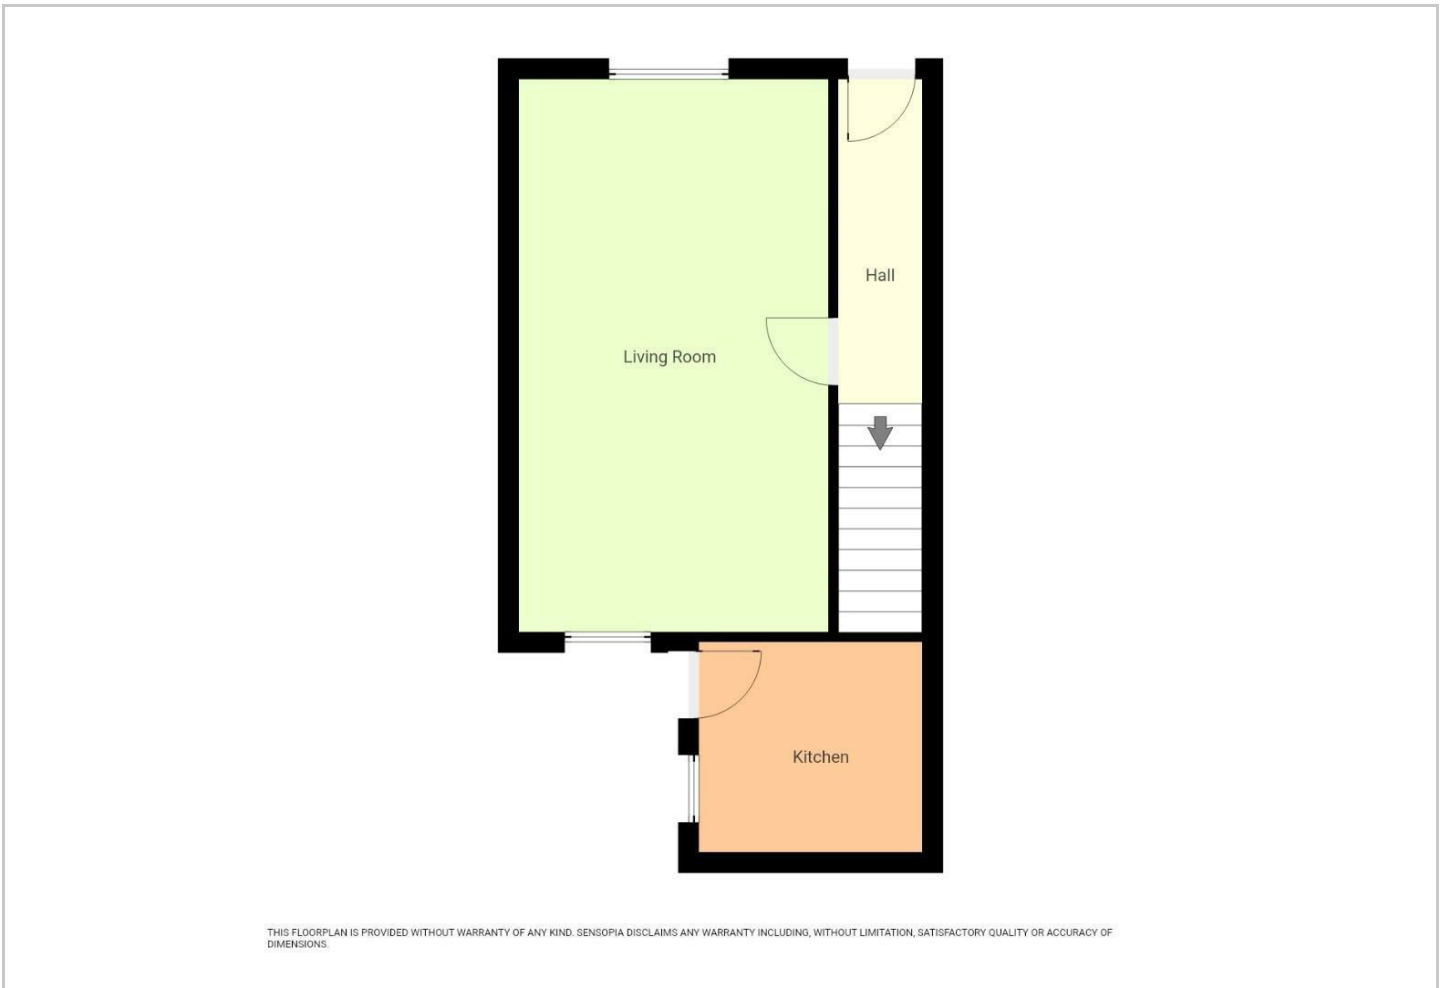 Hall
Living Room
Kitchen
THIS FLOORPLAN IS PROVIDED WITHOUT WARRANTY OF ANY KIND. SENSOPIA DISCLAIMS ANY WARRANTY INCLUDING, WITHOUT LIMITATION, SATISFACTORY QUALITY OR ACCURACY OF
DIMENSIONS.